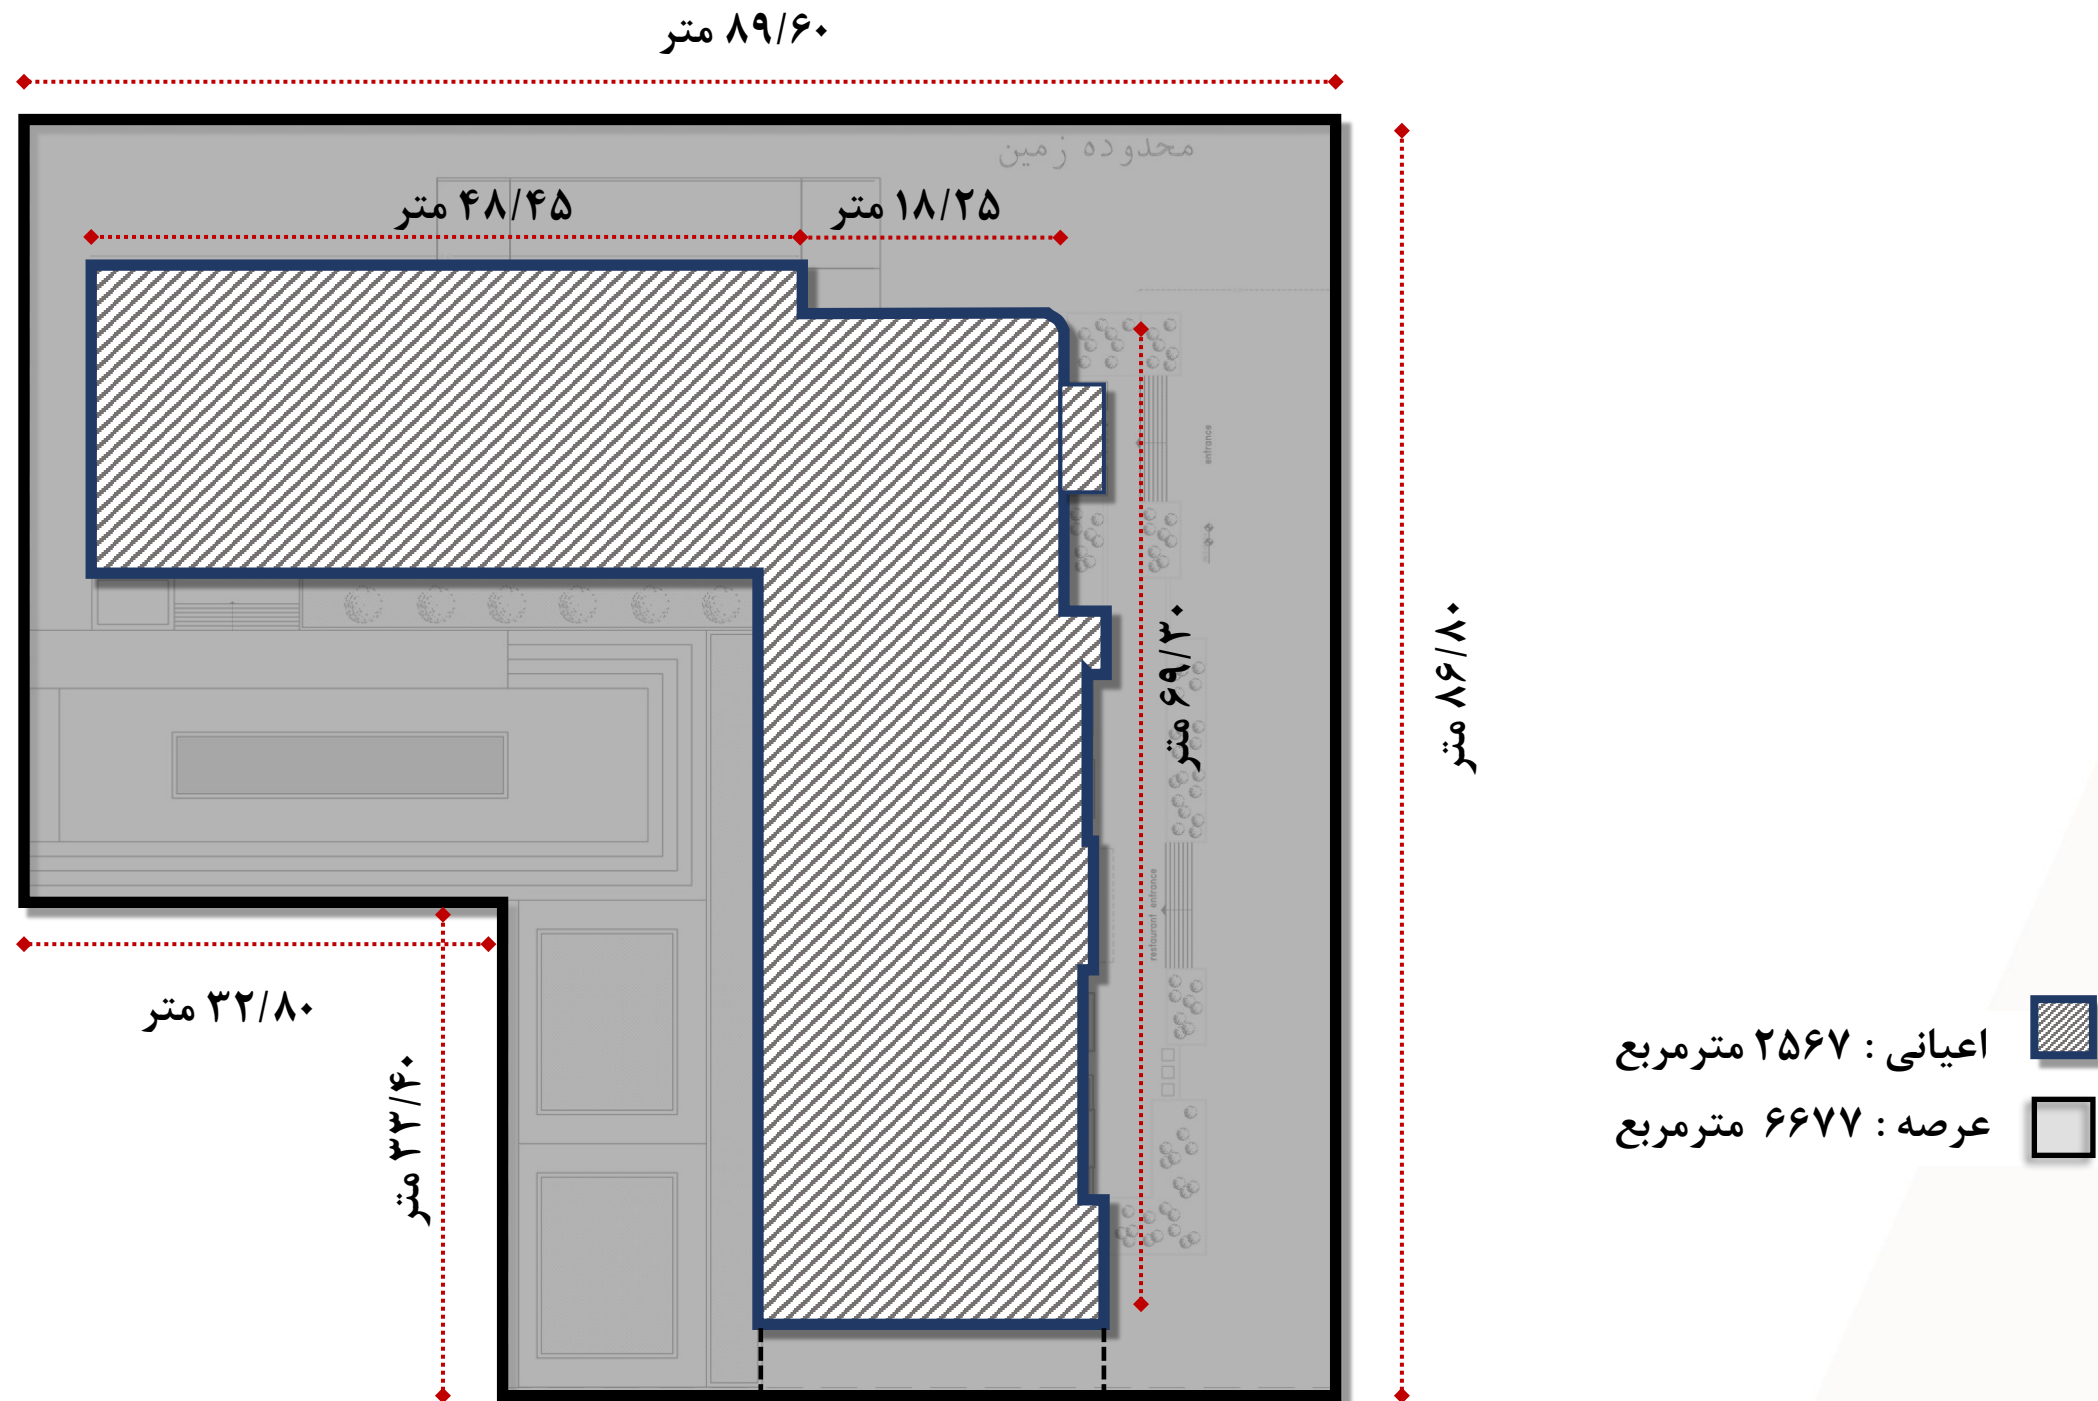 ۸۹/۶۰ متر
محدوده زمین
۴۸/۴۵ متر
۱۸/۲۵ متر
entrance
۶۹/۳۰ متر
۸۶/۸۰ متر
restaurant entrance
۳۲/۸۰ متر
۳۳/۴۰ متر
اعیانی : ۲۵۶۷ مترمربع
عرصه : ۶۶۷۷ مترمربع